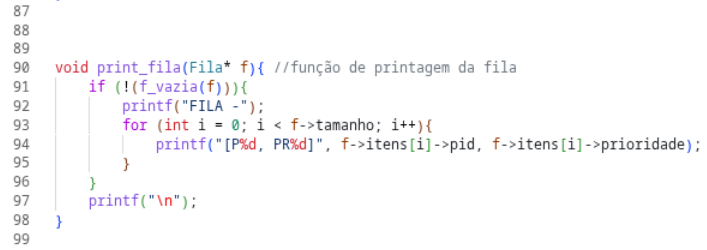 87
88
89
90 void print_fila(Fila* f){ //função de printagem da fila
91     if (!(f_vazia(f))){
92         printf("FILA -");
93         for (int i = 0; i < f->tamanho; i++){
94             printf("[P%d, PR%d]", f->itens[i]->pid, f->itens[i]->prioridade);
95         }
96     }
97     printf("\n");
98 }
99